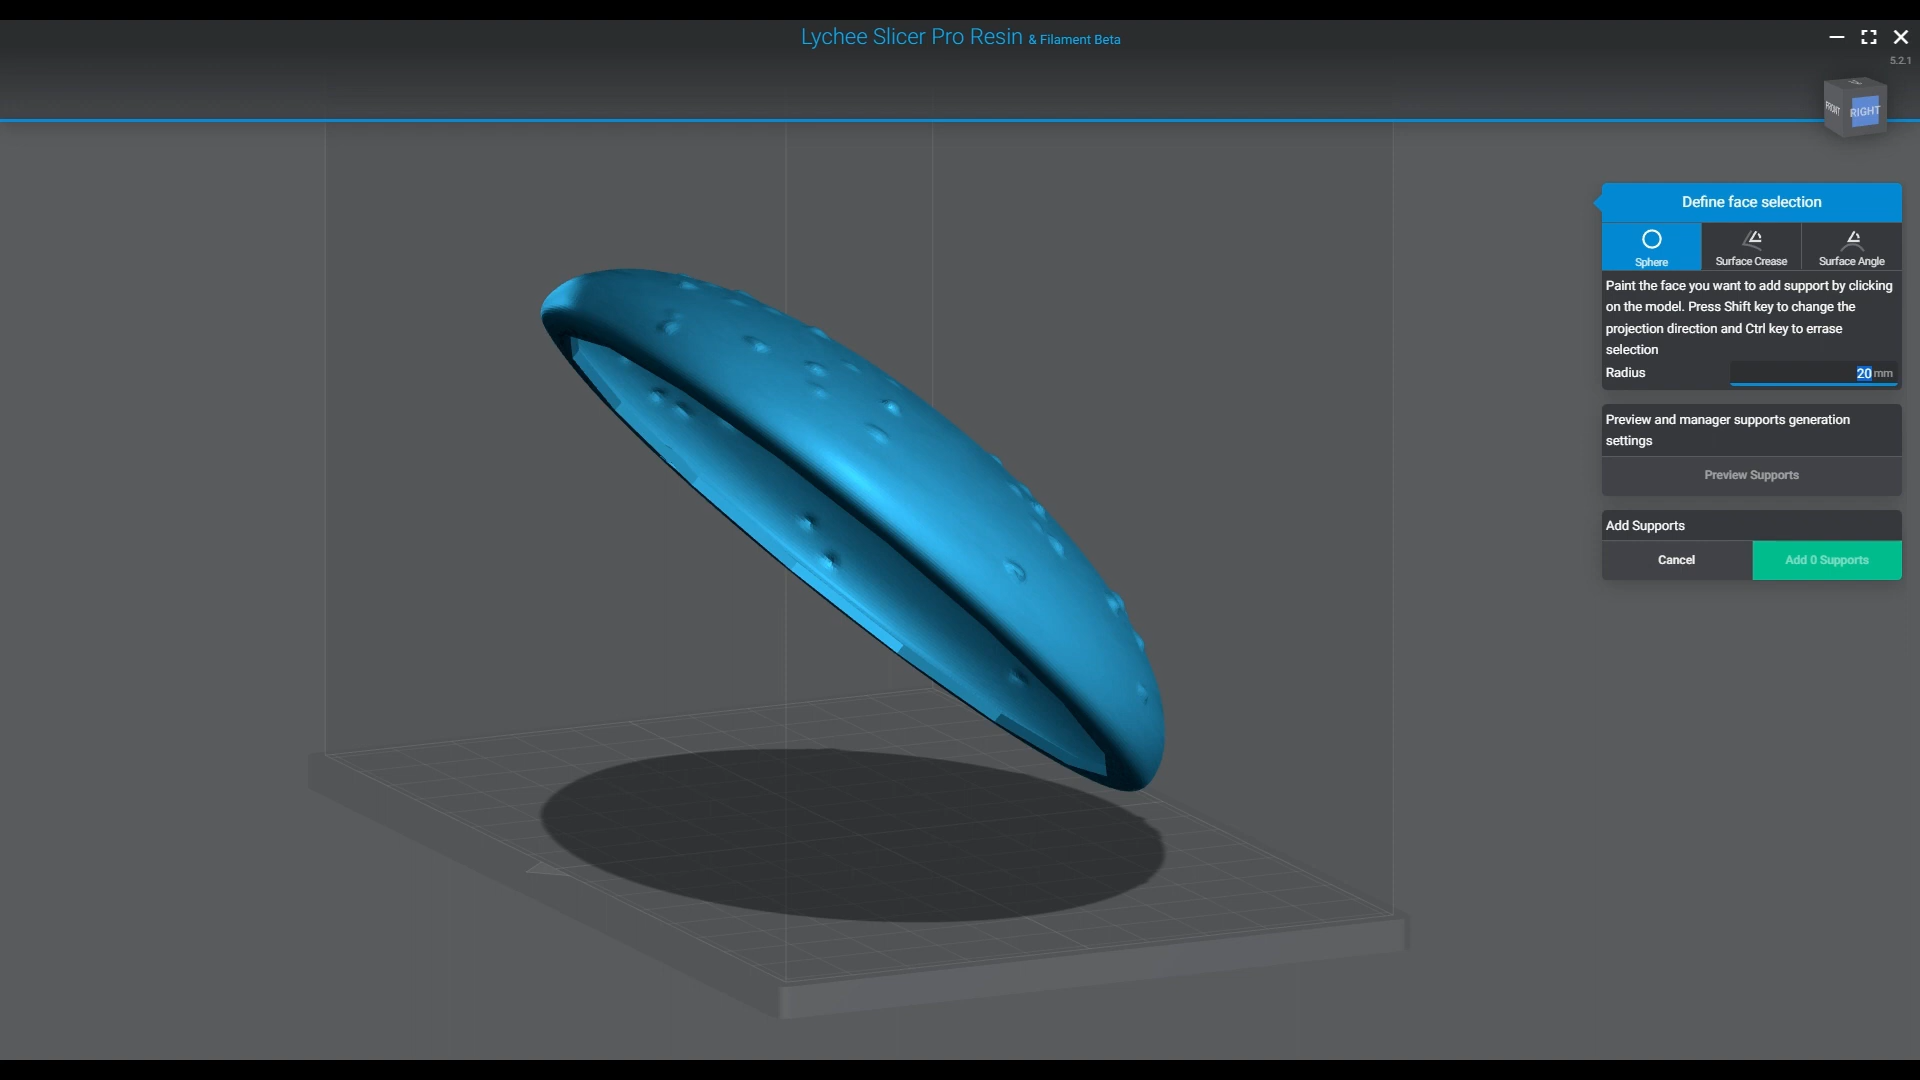 Lychee Slicer Pro Resin & Filament Beta
5.2.1
FRONT
RIGHT
Define face selection
Sphere
Surface Crease
Surface Angle
Paint the face you want to add support by clicking
on the model. Press Shift key to change the
projection direction and Ctrl key to errase
selection
Radius
20 mm
Preview and manager supports generation
settings
Preview Supports
Add Supports
Cancel
Add 0 Supports